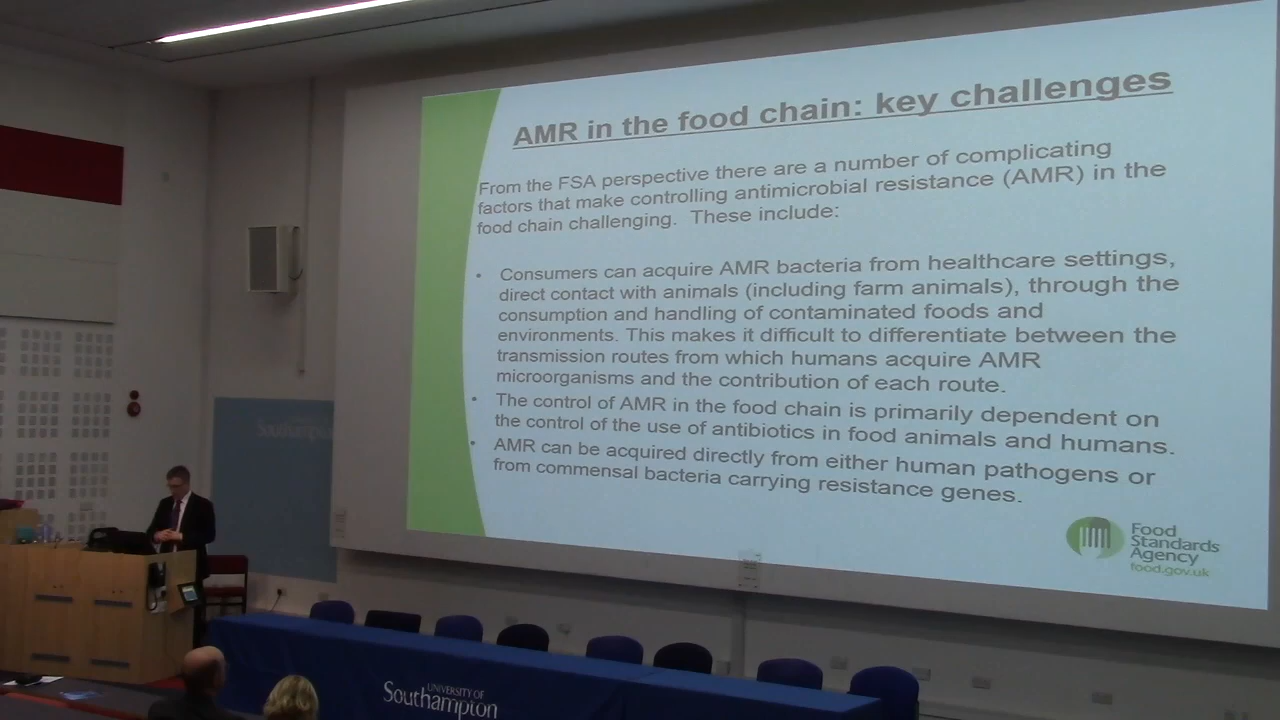 AMR in the food chain: key challenges
From the FSA perspective there are a number of complicating
factors that make controlling antimicrobial resistance (AMR) in the
food chain challenging. These include:
• Consumers can acquire AMR bacteria from healthcare settings,
direct contact with animals (including farm animals), through the
consumption and handling of contaminated foods and
environments. This makes it difficult to differentiate between the
transmission routes from which humans acquire AMR
microorganisms and the contribution of each route.
• The control of AMR in the food chain is primarily dependent on
the control of the use of antibiotics in food animals and humans.
• AMR can be acquired directly from either human pathogens or
from commensal bacteria carrying resistance genes.
Food
Standards
Agency
food.gov.uk
Southampton
UNIVERSITY OF
Southampton